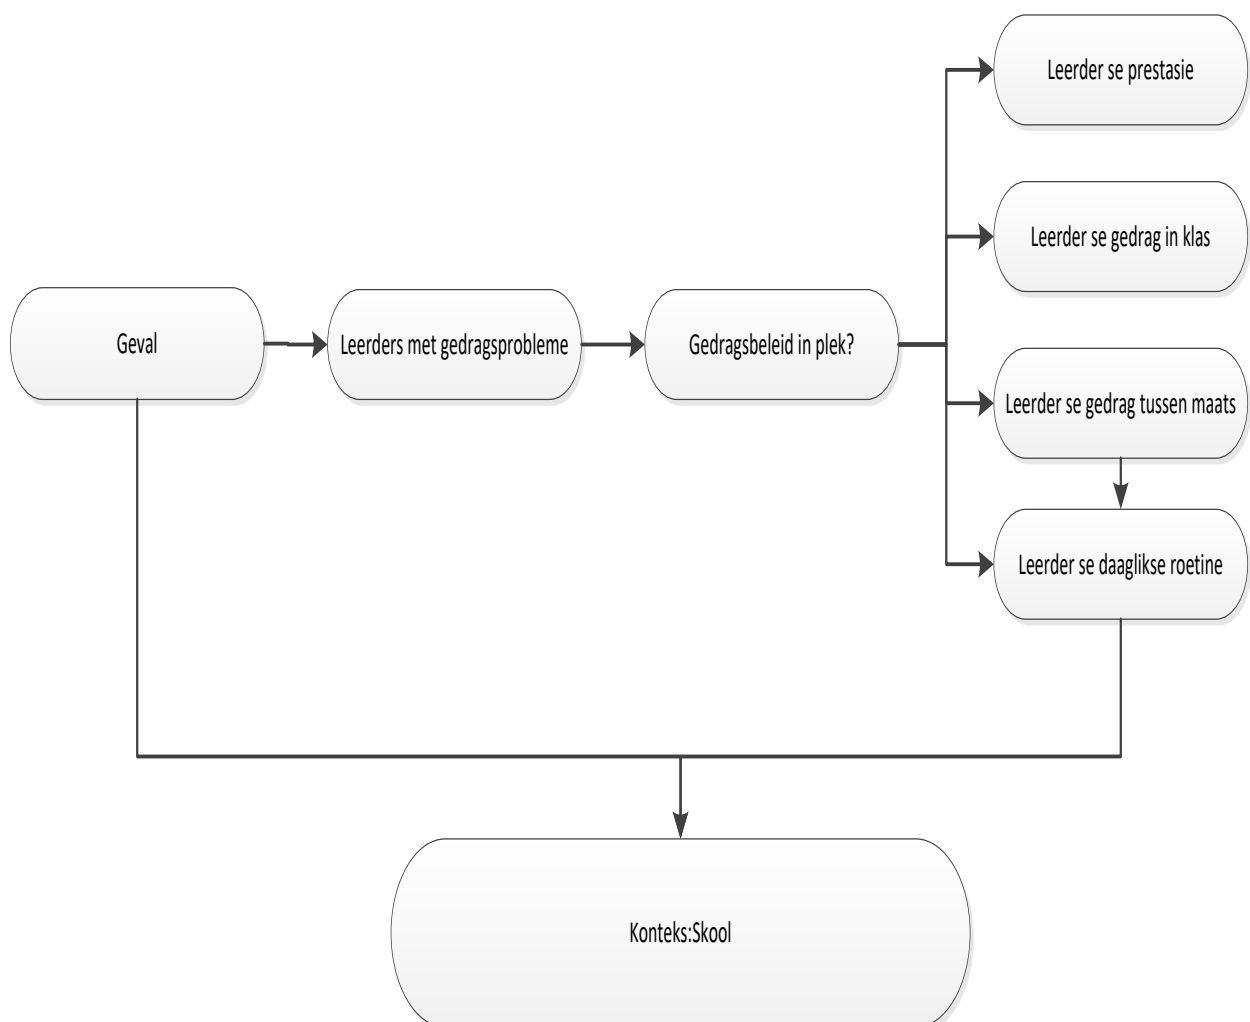 Leerder se prestasie
Leerder se gedrag in klas
Geval
Leerders met gedragsprobleme
Gedragsbeleid in plek?
Leerder se gedrag tussen maats
Leerder se daaglikse roetine
Konteks:Skool